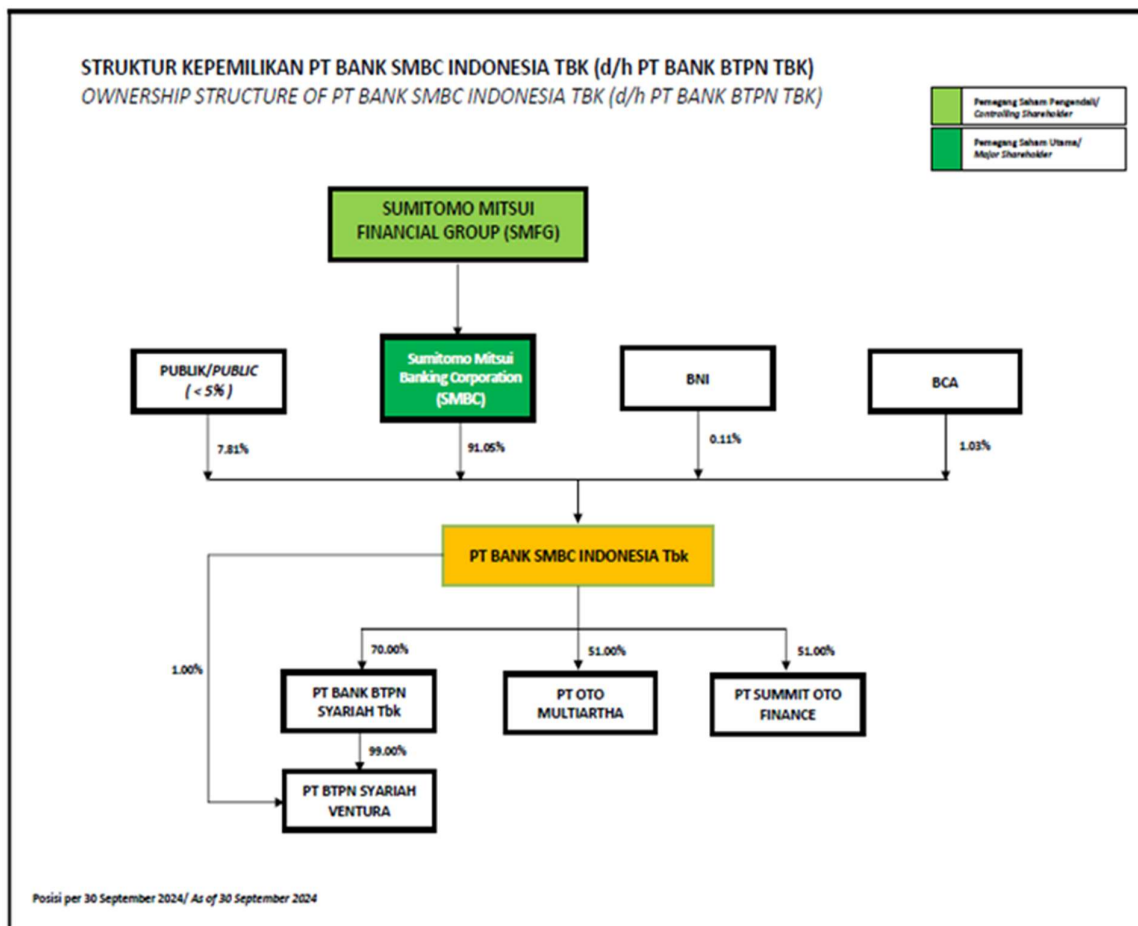 STRUKTUR KEPEMILIKAN PT BANK SMBC INDONESIA TBK (d/h PT BANK BTPN TBK)
OWNERSHIP STRUCTURE OF PT BANK SMBC INDONESIA TBK (d/h PT BANK BTPN TBK)
Pemegang Saham Pengendali/
Controlling Shareholder
Pemegang Saham Utama/
Major Shareholder
SUMITOMO MITSUI
FINANCIAL GROUP (SMFG)
PUBLIK/PUBLIC
( < 5% )
Sumitomo Mitsui
Banking Corporation
(SMBC)
BNI
BCA
7.81%
91.05%
0.11%
1.03%
PT BANK SMBC INDONESIA Tbk
1.00%
70.00%
51.00%
51.00%
PT BANK BTPN
SYARIAH Tbk
PT OTO
MULTIARTHA
PT SUMMIT OTO
FINANCE
99.00%
PT BTPN SYARIAH
VENTURA
Posisi per 30 September 2024/ As of 30 September 2024